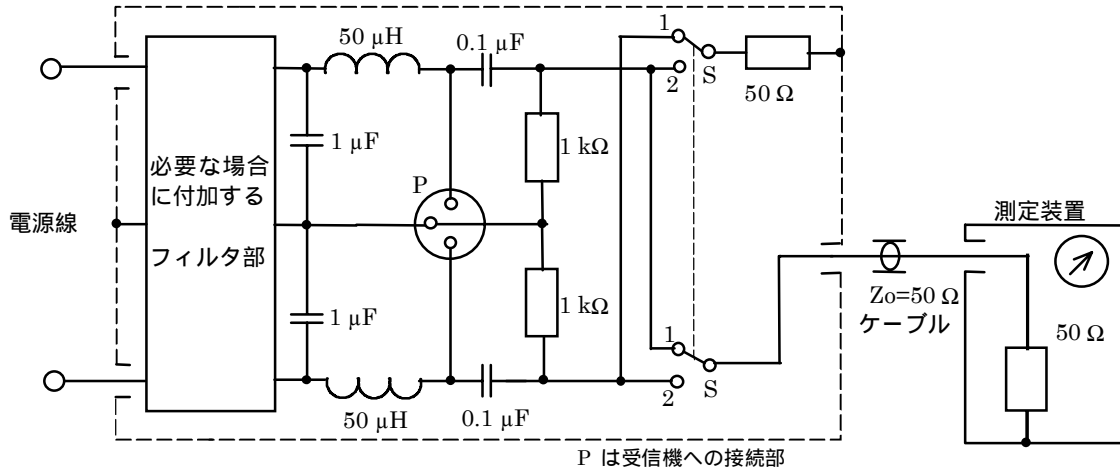 50 μH
0.1 μF
1
S
2
50 Ω
1 μF
1 kΩ
必要な場合
に付加する
フィルタ部
P
電源線
測定装置
1 μF
1 kΩ
Zo=50 Ω
ケーブル
50 Ω
1
S
2
50 μH
0.1 μF
P は受信機への接続部